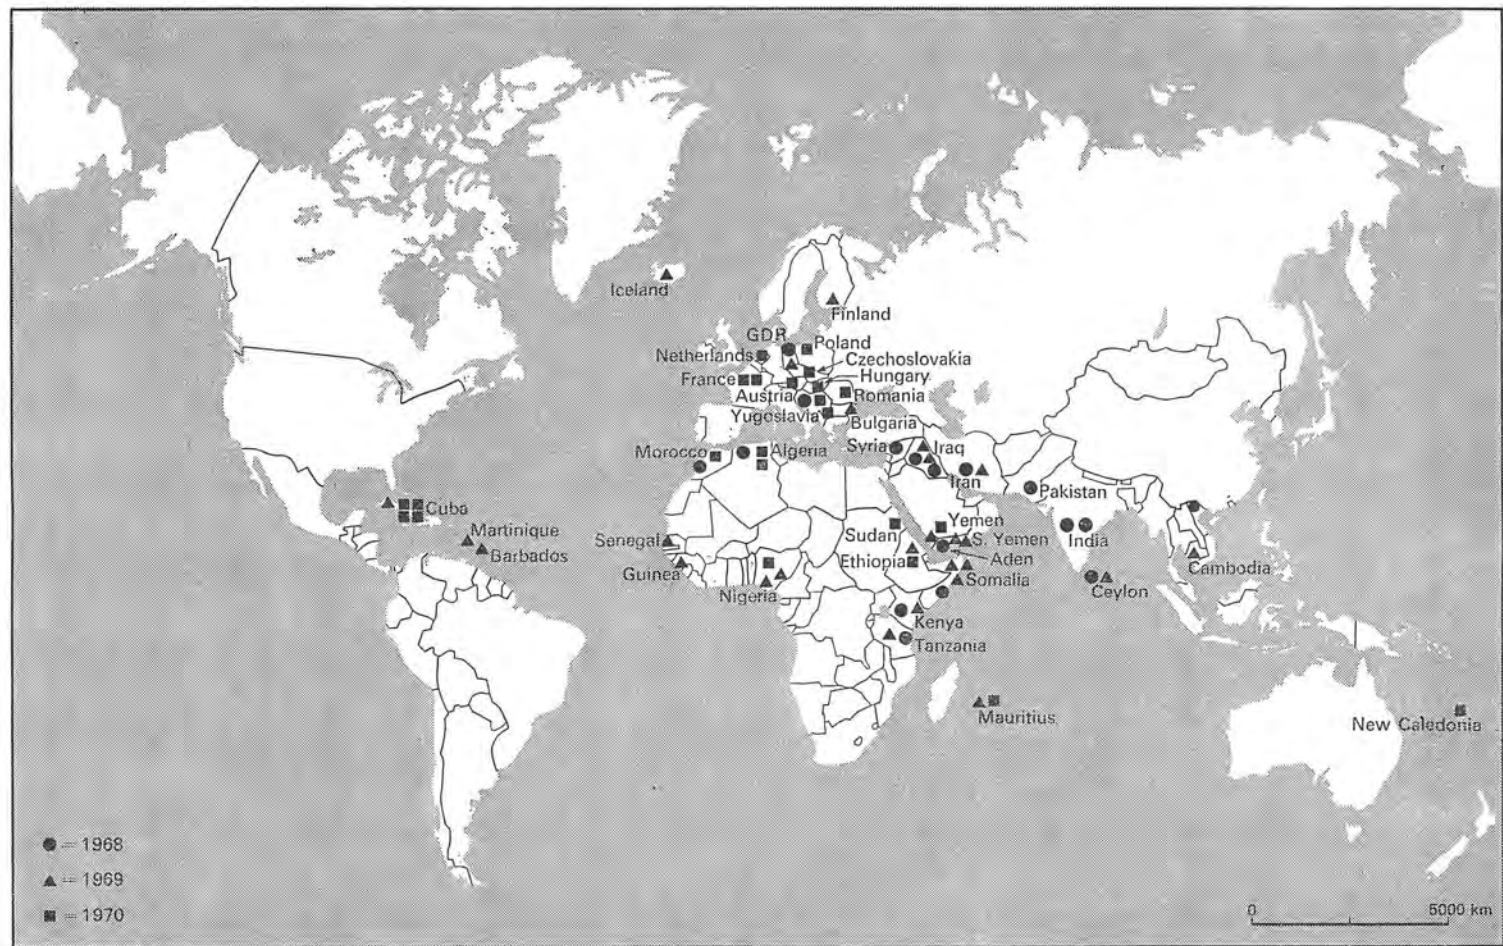 Iceland
Finland
GDR
Poland
Netherlands
Czechoslovakia
Hungary
France
Austria
Romania
Yugoslavia
Bulgaria
Syria
Iraq
Morocco
Algeria
Iran
Pakistan
Cuba
Martinique
Barbados
Senegal
Guinea
Nigeria
Sudan
Yemen
S. Yemen
Ethiopia
Aden
India
Somalia
Cambodia
Ceylon
Kenya
Tanzania
Mauritius
New Caledonia
= 1968
= 1969
= 1970
0 5000 km